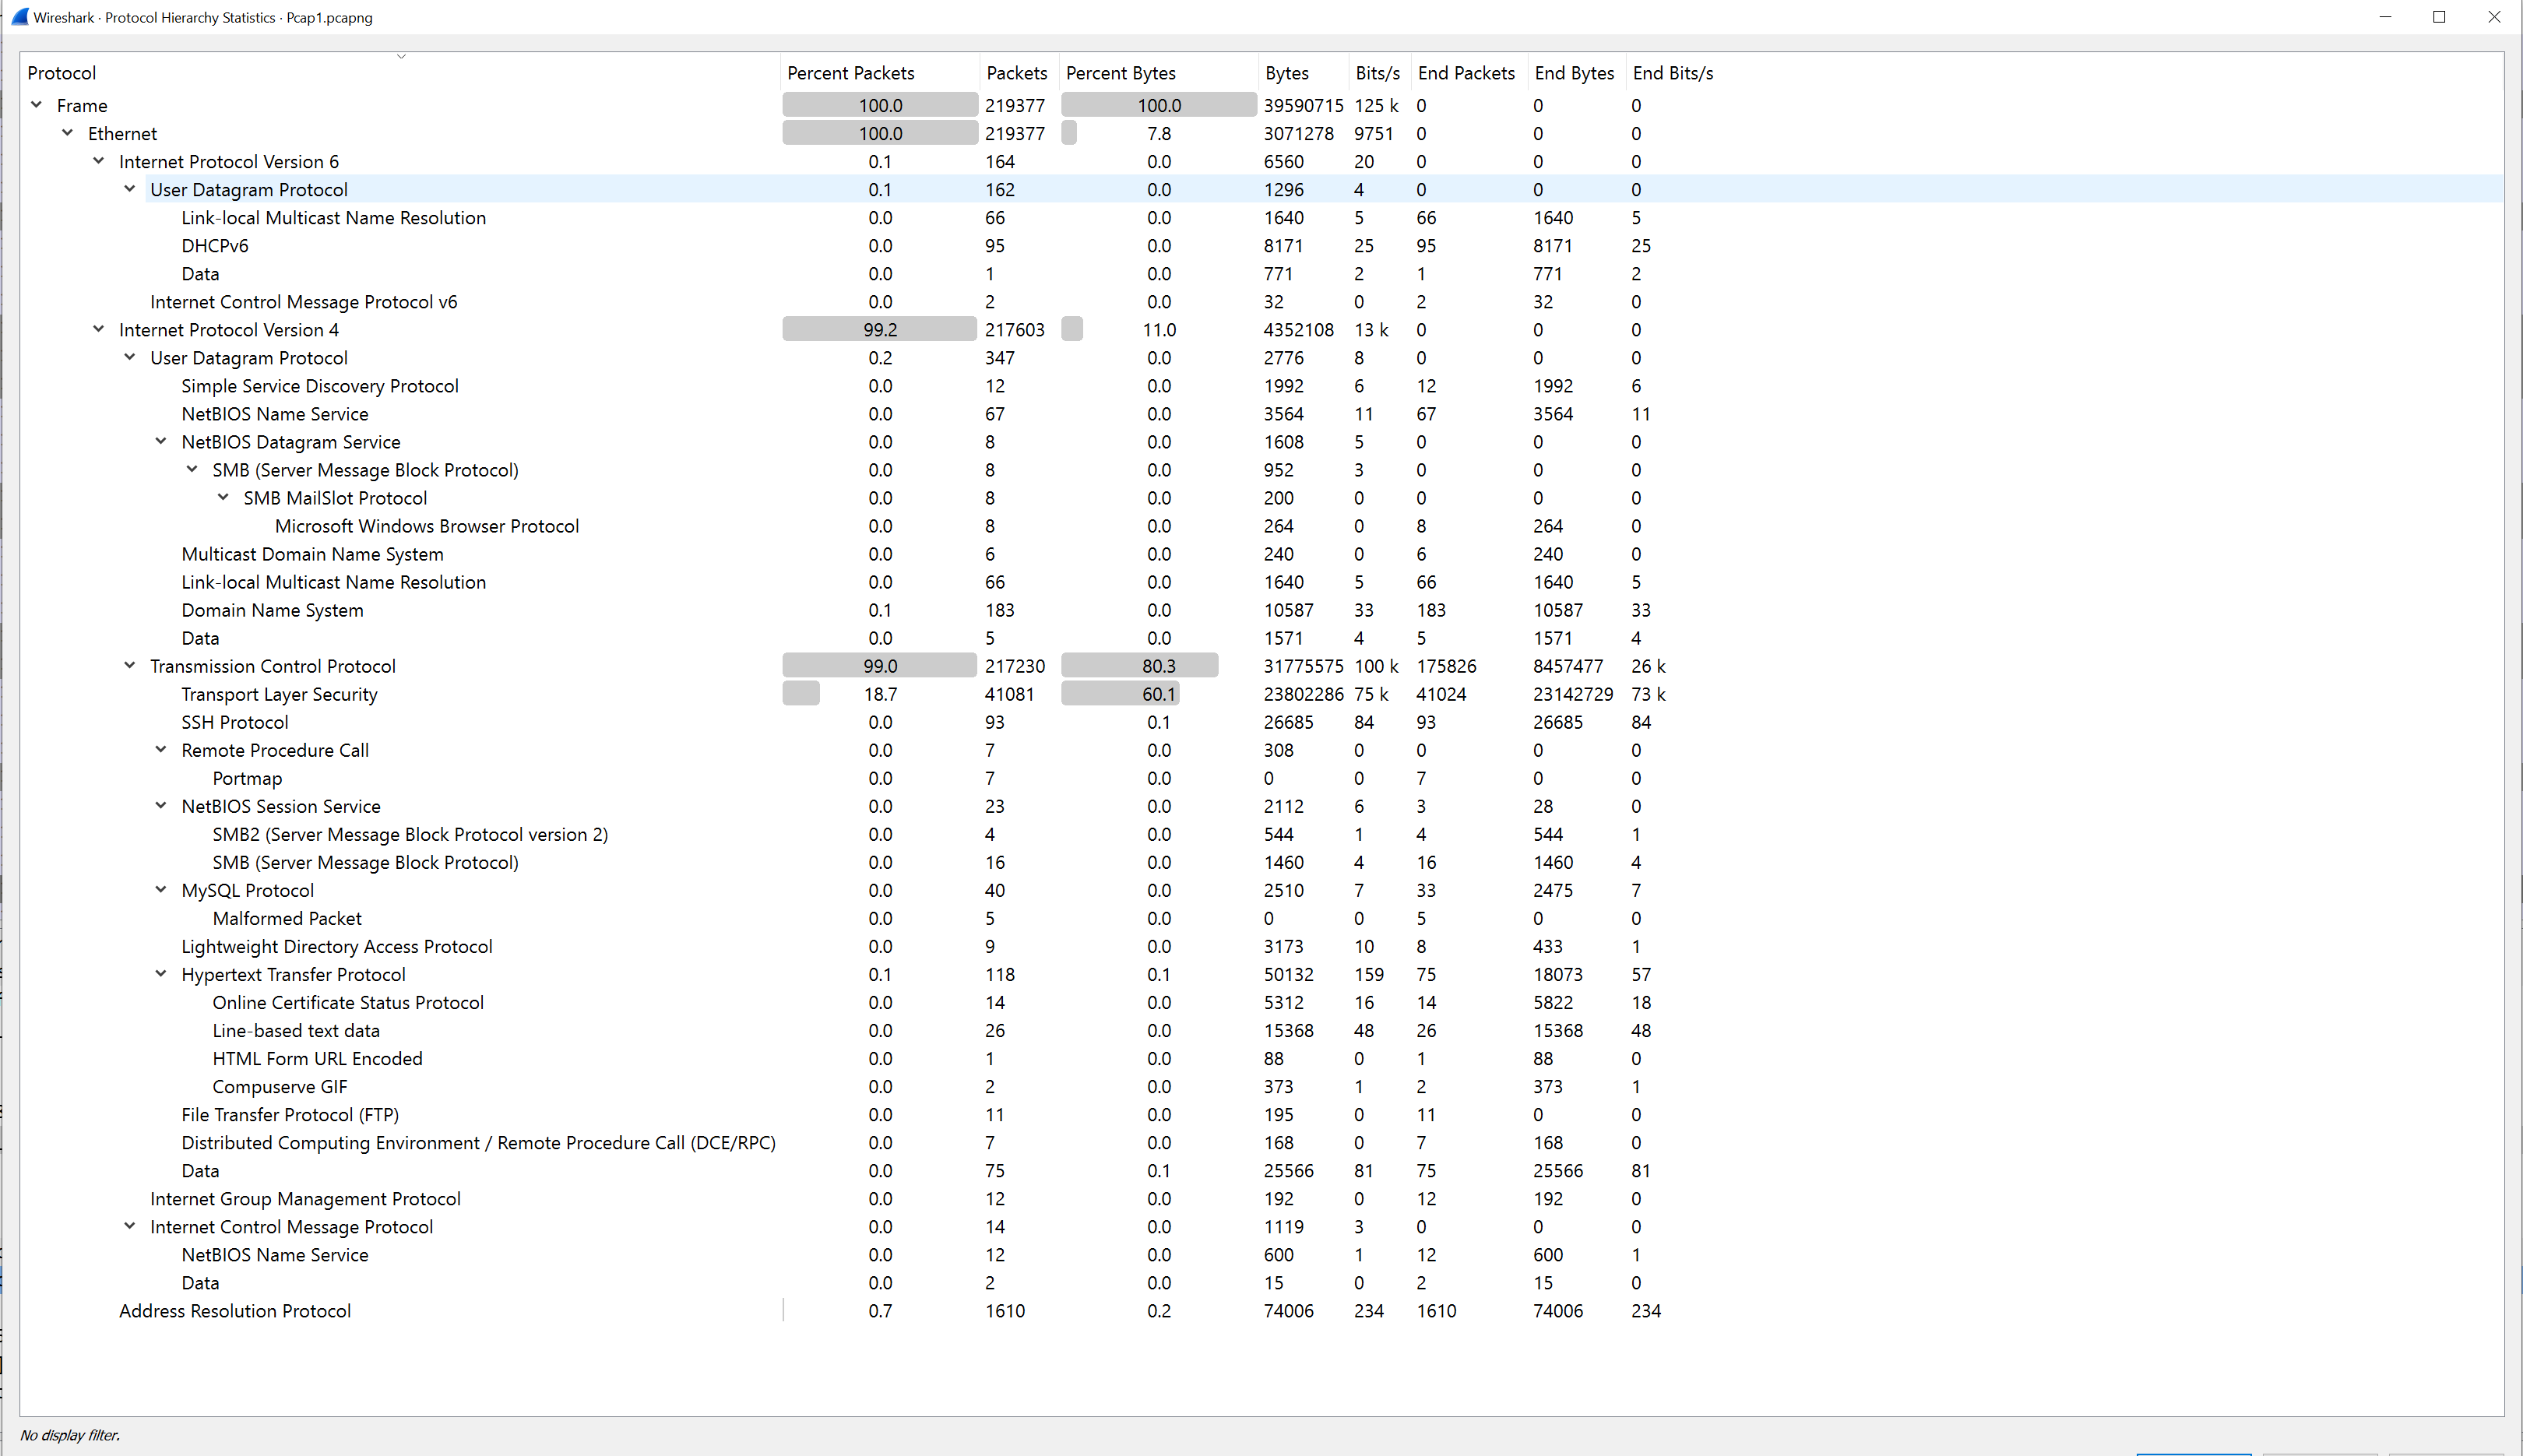 Wireshark · Protocol Hierarchy Statistics · Pcap1.pcapng
Protocol Percent Packets Packets Percent Bytes Bytes Bits/s End Packets End Bytes End Bits/s
Frame 100.0 219377 100.0 39590715 125 k 0 0 0
Ethernet 100.0 219377 7.8 3071278 9751 0 0 0
Internet Protocol Version 6 0.1 164 0.0 6560 20 0 0 0
User Datagram Protocol 0.1 162 0.0 1296 4 0 0 0
Link-local Multicast Name Resolution 0.0 66 0.0 1640 5 66 1640 5
DHCPv6 0.0 95 0.0 8171 25 95 8171 25
Data 0.0 1 0.0 771 2 1 771 2
Internet Control Message Protocol v6 0.0 2 0.0 32 0 2 32 0
Internet Protocol Version 4 99.2 217603 11.0 4352108 13 k 0 0 0
User Datagram Protocol 0.2 347 0.0 2776 8 0 0 0
Simple Service Discovery Protocol 0.0 12 0.0 1992 6 12 1992 6
NetBIOS Name Service 0.0 67 0.0 3564 11 67 3564 11
NetBIOS Datagram Service 0.0 8 0.0 1608 5 0 0 0
SMB (Server Message Block Protocol) 0.0 8 0.0 952 3 0 0 0
SMB MailSlot Protocol 0.0 8 0.0 200 0 0 0 0
Microsoft Windows Browser Protocol 0.0 8 0.0 264 0 8 264 0
Multicast Domain Name System 0.0 6 0.0 240 0 6 240 0
Link-local Multicast Name Resolution 0.0 66 0.0 1640 5 66 1640 5
Domain Name System 0.1 183 0.0 10587 33 183 10587 33
Data 0.0 5 0.0 1571 4 5 1571 4
Transmission Control Protocol 99.0 217230 80.3 31775575 100 k 175826 8457477 26 k
Transport Layer Security 18.7 41081 60.1 23802286 75 k 41024 23142729 73 k
SSH Protocol 0.0 93 0.1 26685 84 93 26685 84
Remote Procedure Call 0.0 7 0.0 308 0 0 0 0
Portmap 0.0 7 0.0 0 0 7 0 0
NetBIOS Session Service 0.0 23 0.0 2112 6 3 28 0
SMB2 (Server Message Block Protocol version 2) 0.0 4 0.0 544 1 4 544 1
SMB (Server Message Block Protocol) 0.0 16 0.0 1460 4 16 1460 4
MySQL Protocol 0.0 40 0.0 2510 7 33 2475 7
Malformed Packet 0.0 5 0.0 0 0 5 0 0
Lightweight Directory Access Protocol 0.0 9 0.0 3173 10 8 433 1
Hypertext Transfer Protocol 0.1 118 0.1 50132 159 75 18073 57
Online Certificate Status Protocol 0.0 14 0.0 5312 16 14 5822 18
Line-based text data 0.0 26 0.0 15368 48 26 15368 48
HTML Form URL Encoded 0.0 1 0.0 88 0 1 88 0
Compuserve GIF 0.0 2 0.0 373 1 2 373 1
File Transfer Protocol (FTP) 0.0 11 0.0 195 0 11 0 0
Distributed Computing Environment / Remote Procedure Call (DCE/RPC) 0.0 7 0.0 168 0 7 168 0
Data 0.0 75 0.1 25566 81 75 25566 81
Internet Group Management Protocol 0.0 12 0.0 192 0 12 192 0
Internet Control Message Protocol 0.0 14 0.0 1119 3 0 0 0
NetBIOS Name Service 0.0 12 0.0 600 1 12 600 1
Data 0.0 2 0.0 15 0 2 15 0
Address Resolution Protocol 0.7 1610 0.2 74006 234 1610 74006 234
No display filter.